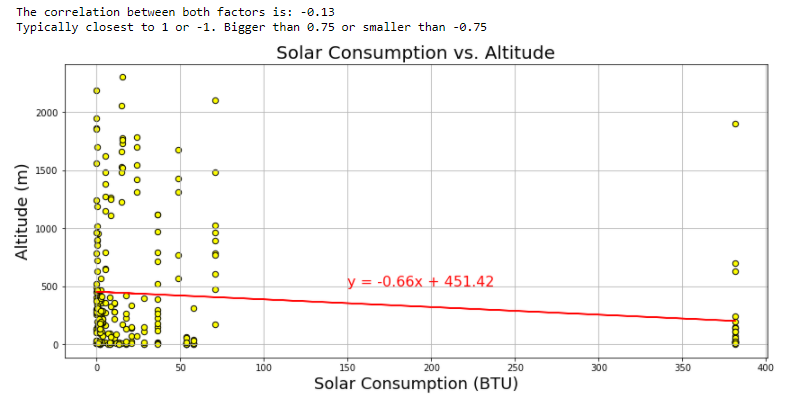 The correlation between both factors is: -0.13
Typically closest to 1 or -1. Bigger than 0.75 or smaller than -0.75
Solar Consumption vs. Altitude
2000
1500
1000
500
0
Altitude (m)
y = -0.66x + 451.42
0 50 100 150 200 250 300 350 400
Solar Consumption (BTU)